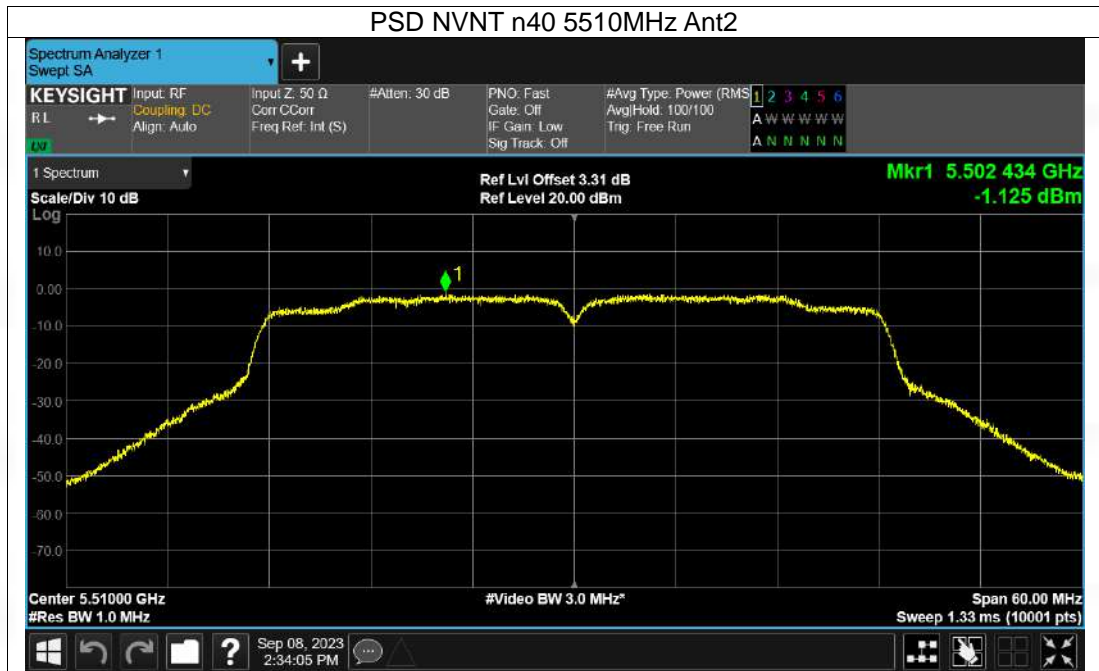 PSD NVNT n40 5510MHz Ant2
Spectrum Analyzer 1
Swept SA
+
KEYSIGHT Input: RF Input Z: 50 Ω #Atten: 30 dB PNO: Fast #Avg Type: Power (RMS 1 2 3 4 5 6
RL Coupling: DC Corr CCorr Gate: Off Avg|Hold: 100/100 A W W W W W
Align: Auto Freq Ref: Int (S) IF Gain: Low Trig: Free Run
LXI Sig Track: Off A N N N N N
1 Spectrum Ref Lvl Offset 3.31 dB Mkr1 5.502 434 GHz
Scale/Div 10 dB Ref Level 20.00 dBm -1.125 dBm
Log
10.0
1
0.00
-10.0
-20.0
-30.0
-40.0
-50.0
-60.0
-70.0
Center 5.51000 GHz #Video BW 3.0 MHz* Span 60.00 MHz
#Res BW 1.0 MHz Sweep 1.33 ms (10001 pts)
? Sep 08, 2023
2:34:05 PM